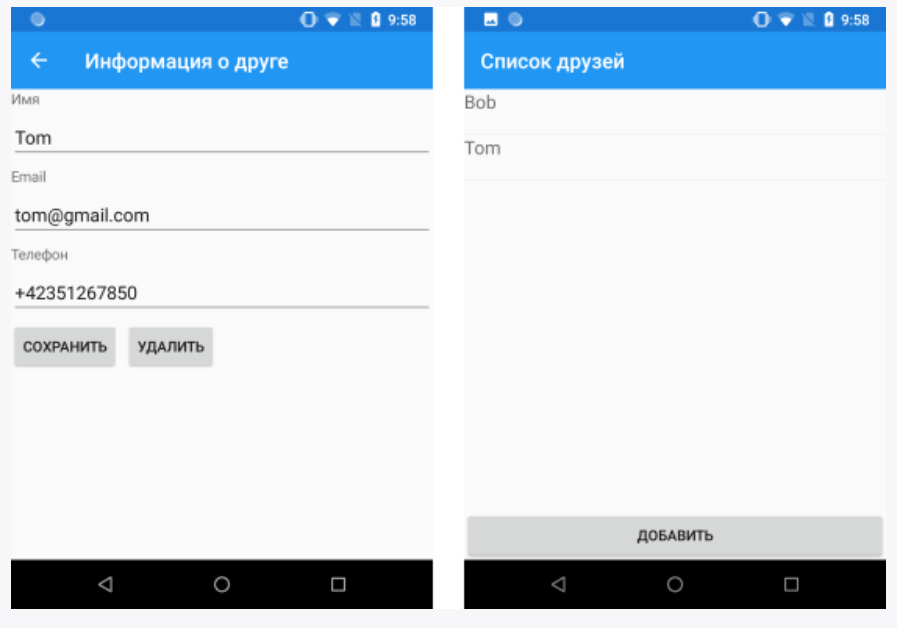 9:58
Информация о друге
Имя
Tom
Email
tom@gmail.com
Телефон
+42351267850
СОХРАНИТЬ УДАЛИТЬ
9:58
Список друзей
Bob
Tom
ДОБАВИТЬ